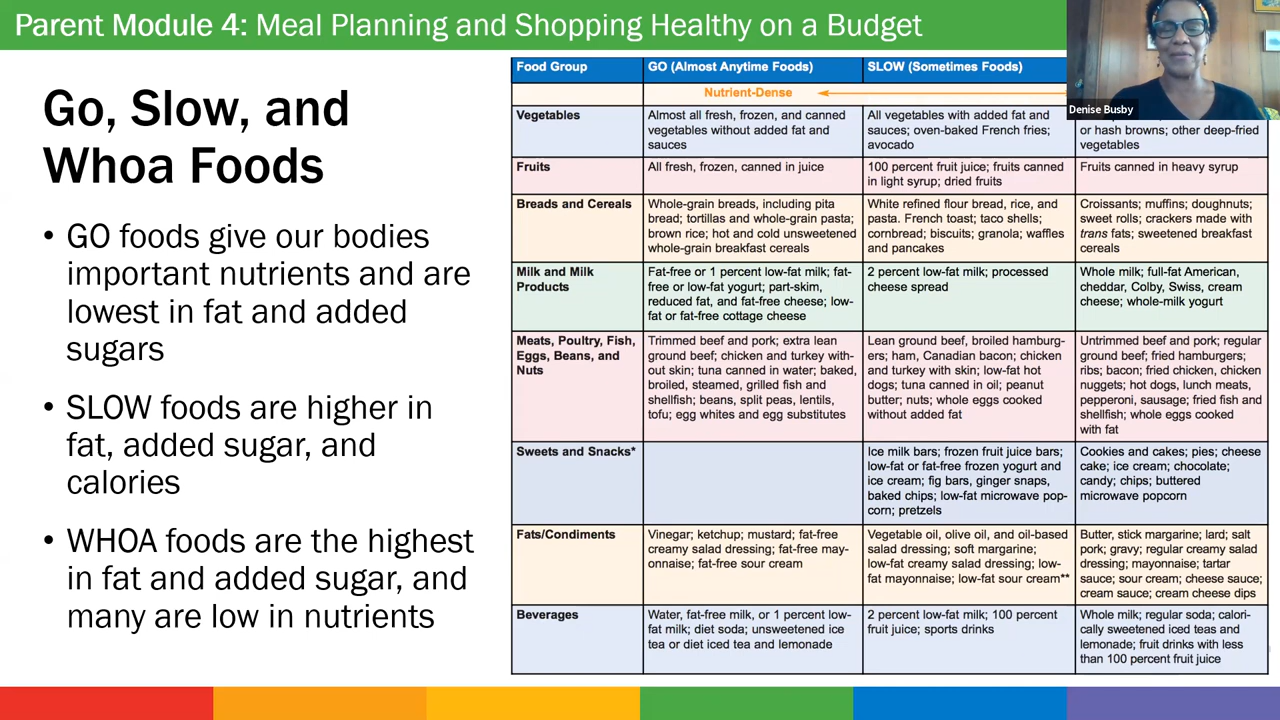 Parent Module 4: Meal Planning and Shopping Healthy on a Budget
Denise Busby
Go, Slow, and
Whoa Foods
• GO foods give our bodies
important nutrients and are
lowest in fat and added
sugars
• SLOW foods are higher in
fat, added sugar, and
calories
• WHOA foods are the highest
in fat and added sugar, and
many are low in nutrients
Food Group
GO (Almost Anytime Foods)
SLOW (Sometimes Foods)
Nutrient-Dense
Vegetables
Almost all fresh, frozen, and canned
vegetables without added fat and
sauces
All vegetables with added fat and
sauces; oven-baked French fries;
avocado
or hash browns; other deep-fried
vegetables
Fruits
All fresh, frozen, canned in juice
100 percent fruit juice; fruits canned
in light syrup; dried fruits
Fruits canned in heavy syrup
Breads and Cereals
Whole-grain breads, including pita
bread; tortillas and whole-grain pasta;
brown rice; hot and cold unsweetened
whole-grain breakfast cereals
White refined flour bread, rice, and
pasta. French toast; taco shells;
cornbread; biscuits; granola; waffles
and pancakes
Croissants; muffins; doughnuts;
sweet rolls; crackers made with
trans fats; sweetened breakfast
cereals
Milk and Milk
Products
Fat-free or 1 percent low-fat milk; fat-
free or low-fat yogurt; part-skim,
reduced fat, and fat-free cheese; low-
fat or fat-free cottage cheese
2 percent low-fat milk; processed
cheese spread
Whole milk; full-fat American,
cheddar, Colby, Swiss, cream
cheese; whole-milk yogurt
Meats, Poultry, Fish,
Eggs, Beans, and
Nuts
Trimmed beef and pork; extra lean
ground beef; chicken and turkey with-
out skin; tuna canned in water; baked,
broiled, steamed, grilled fish and
shellfish; beans, split peas, lentils,
tofu; egg whites and egg substitutes
Lean ground beef, broiled hamburg-
ers; ham, Canadian bacon; chicken
and turkey with skin; low-fat hot
dogs; tuna canned in oil; peanut
butter; nuts; whole eggs cooked
without added fat
Untrimmed beef and pork; regular
ground beef; fried hamburgers;
ribs; bacon; fried chicken, chicken
nuggets; hot dogs, lunch meats,
pepperoni, sausage; fried fish and
shellfish; whole eggs cooked
with fat
Sweets and Snacks*
Ice milk bars; frozen fruit juice bars;
low-fat or fat-free frozen yogurt and
ice cream; fig bars, ginger snaps,
baked chips; low-fat microwave pop-
corn; pretzels
Cookies and cakes; pies; cheese
cake; ice cream; chocolate;
candy; chips; buttered
microwave popcorn
Fats/Condiments
Vinegar; ketchup; mustard; fat-free
creamy salad dressing; fat-free may-
onnaise; fat-free sour cream
Vegetable oil, olive oil, and oil-based
salad dressing; soft margarine;
low-fat creamy salad dressing; low-
fat mayonnaise; low-fat sour cream**
Butter, stick margarine; lard; salt
pork; gravy; regular creamy salad
dressing; mayonnaise; tartar
sauce; sour cream; cheese sauce;
cream sauce; cream cheese dips
Beverages
Water, fat-free milk, or 1 percent low-
fat milk; diet soda; unsweetened ice
tea or diet iced tea and lemonade
2 percent low-fat milk; 100 percent
fruit juice; sports drinks
Whole milk; regular soda; calori-
cally sweetened iced teas and
lemonade; fruit drinks with less
than 100 percent fruit juice